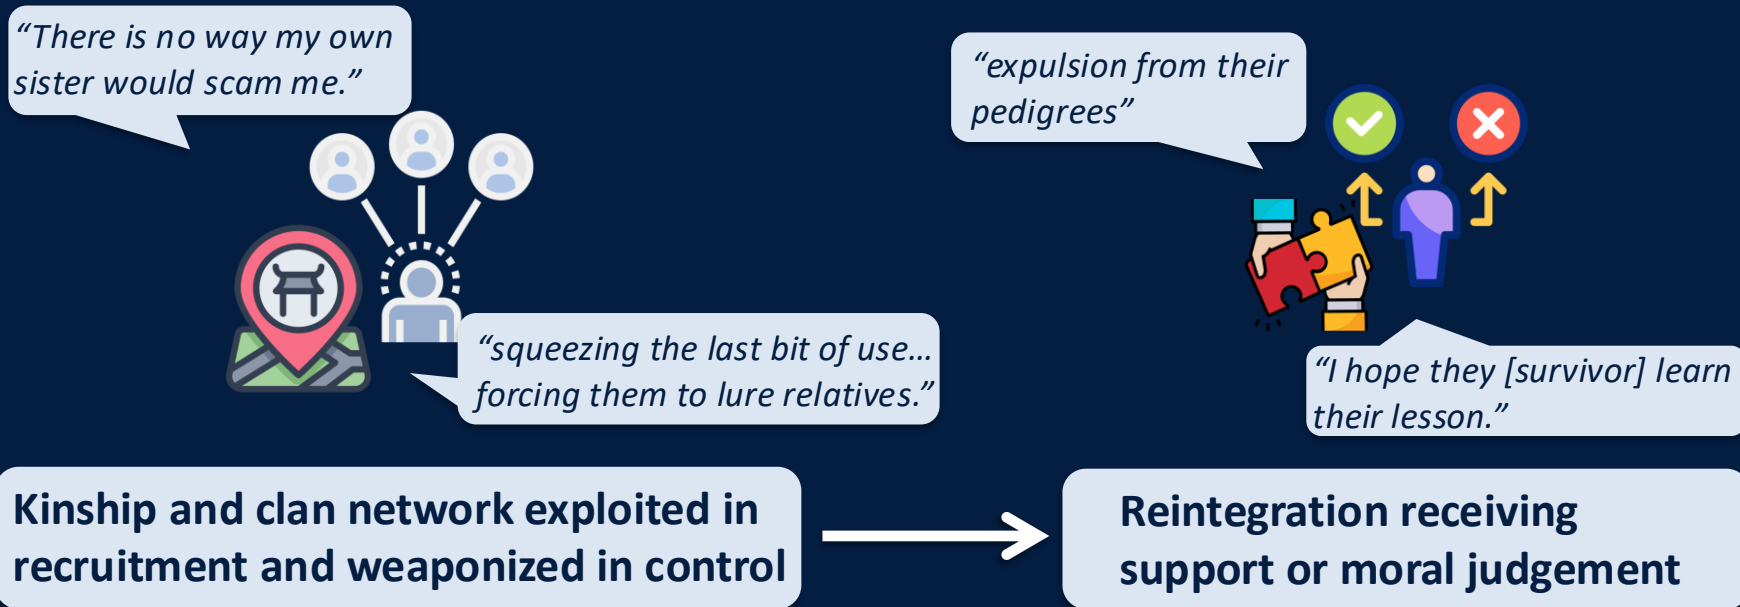 “There is no way my own
sister would scam me.”
“squeezing the last bit of use...
forcing them to lure relatives.”
Kinship and clan network exploited in
recruitment and weaponized in control
“expulsion from their
pedigrees”
“I hope they [survivor] learn
their lesson.”
Reintegration receiving
support or moral judgement